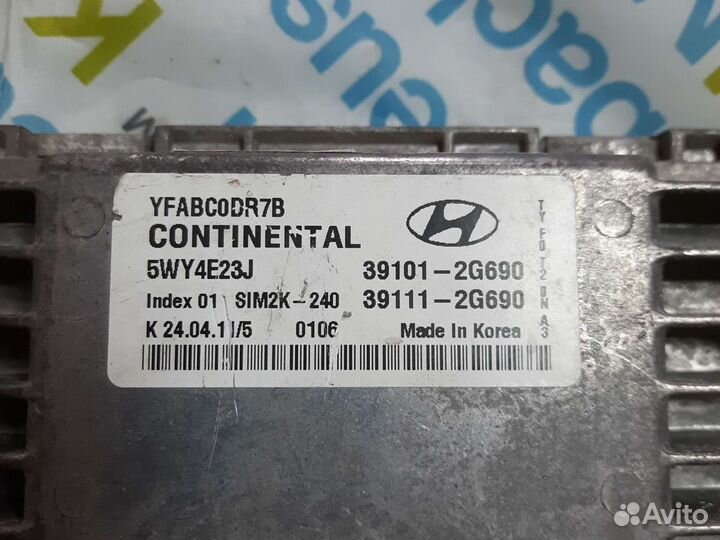 YFABC0DR7B
CONTINENTAL
5WY4E23J 39101-2G690
Index 01 SIM2K-240 39111-2G690
K 24.04.11/5 0106 Made In Korea
Avito